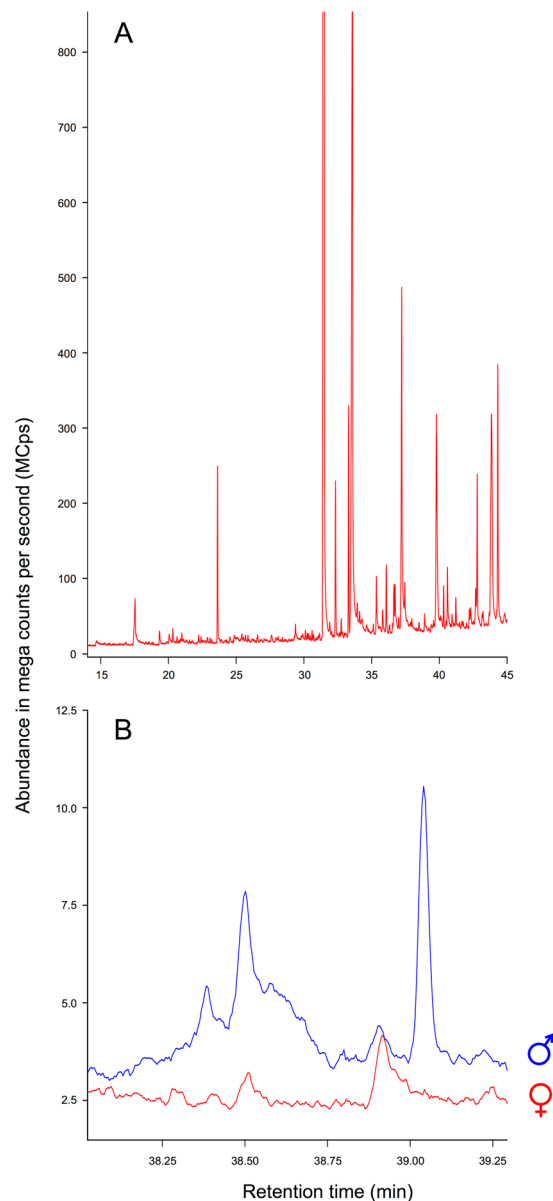 A
800
700
600
500
400
300
200
100
0
15 20 25 30 35 40 45
Abundance in mega counts per second (MCps)
B
12.5
10.0
7.5
5.0
2.5
♂
♀
38.25 38.50 38.75 39.00 39.25
Retention time (min)